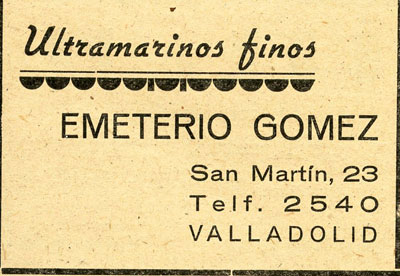 Ultramarinos finos
EMETERIO GOMEZ
San Martín, 23
Telf. 2540
VALLADOLID